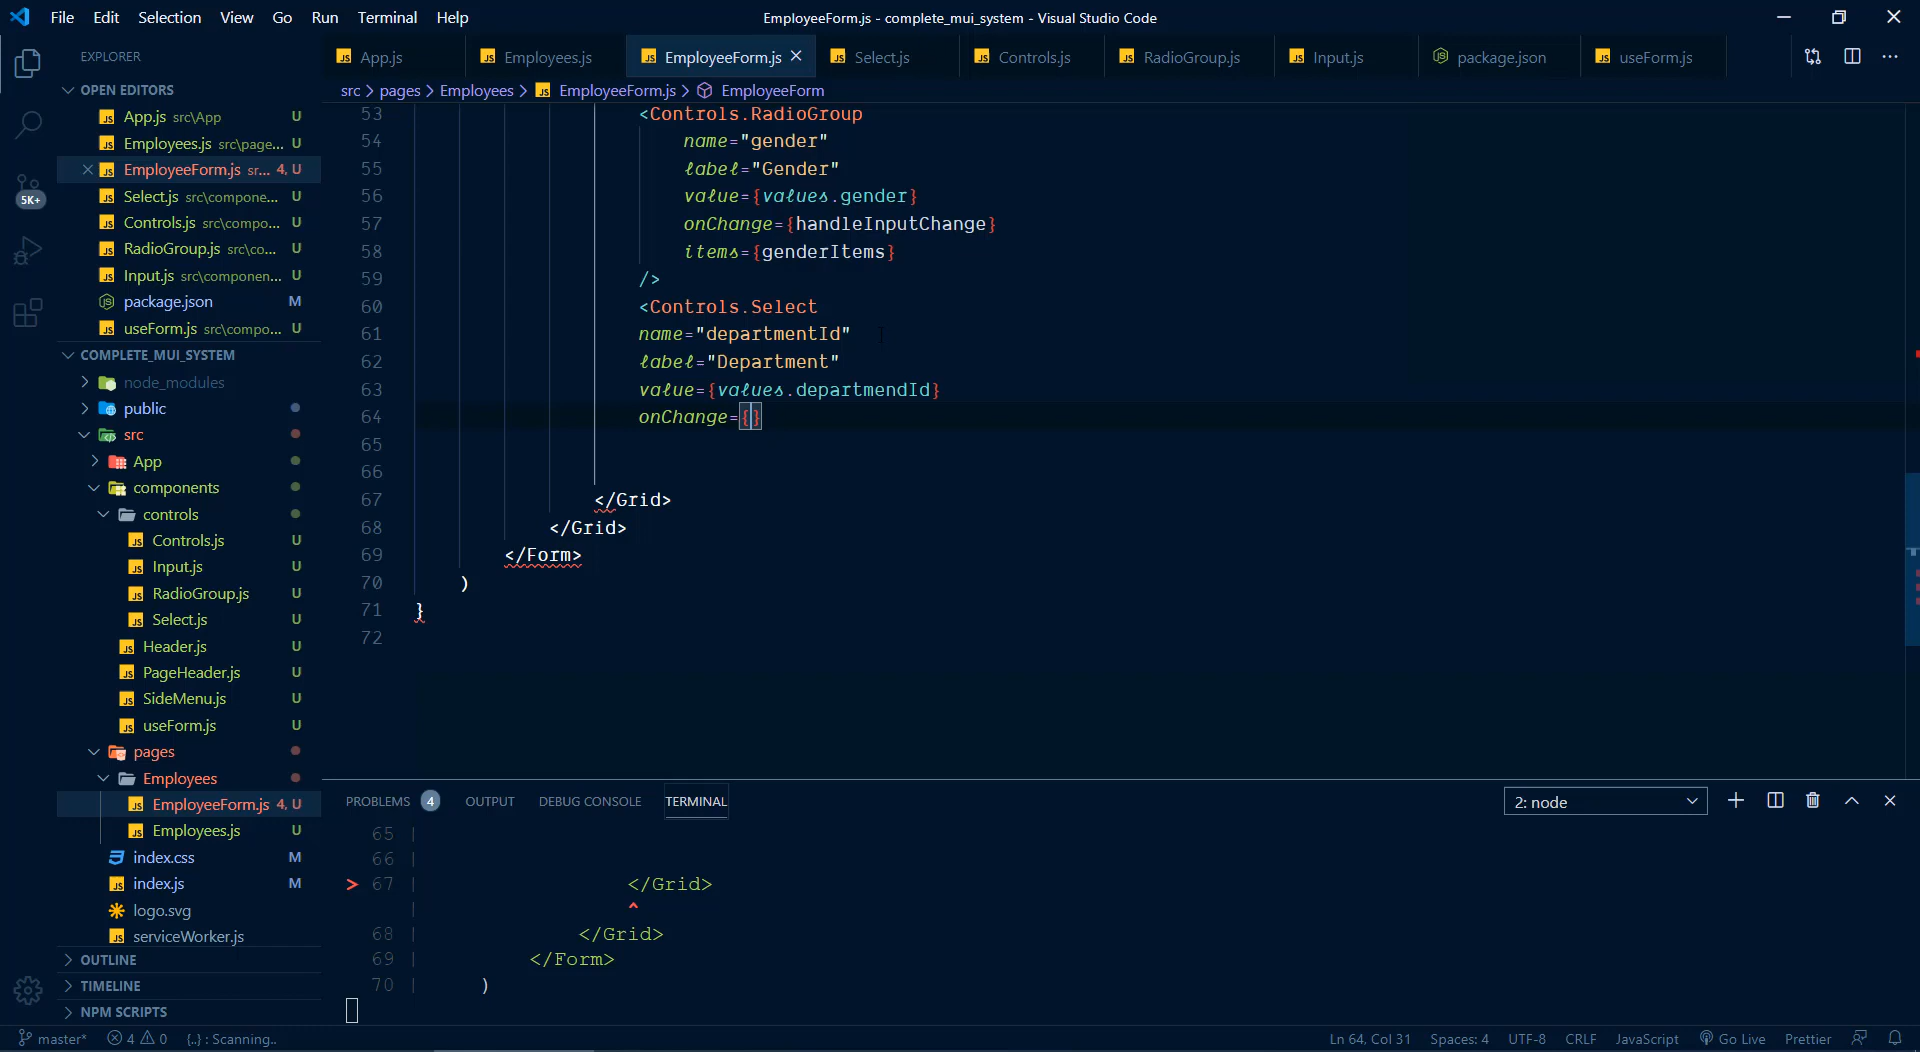 File Edit Selection View Go Run Terminal Help
EmployeeForm.js - complete_mui_system - Visual Studio Code
EXPLORER
App.js
Employees.js
EmployeeForm.js
Select.js
Controls.js
RadioGroup.js
Input.js
package.json
useForm.js
OPEN EDITORS
src > pages > Employees > EmployeeForm.js > EmployeeForm
App.js src\App U
Employees.js src\page... U
EmployeeForm.js sr... 4, U
Select.js src\compone... U
Controls.js src\compo... U
RadioGroup.js src\co... U
Input.js src\componen... U
package.json M
useForm.js src\compo... U
5K+
COMPLETE_MUI_SYSTEM
node_modules
public
src
App
components
controls
Controls.js U
Input.js U
RadioGroup.js U
Select.js U
Header.js U
PageHeader.js U
SideMenu.js U
useForm.js U
pages
Employees
EmployeeForm.js 4, U
Employees.js U
index.css M
index.js M
logo.svg
serviceWorker.js
OUTLINE
TIMELINE
NPM SCRIPTS
53 <Controls.RadioGroup
54 name="gender"
55 label="Gender"
56 value={values.gender}
57 onChange={handleInputChange}
58 items={genderItems}
59 />
60 <Controls.Select
61 name="departmentId"
62 label="Department"
63 value={values.departmendId}
64 onChange={}
65
66
67 </Grid>
68 </Grid>
69 </Form>
70 )
71 }
72
PROBLEMS 4 OUTPUT DEBUG CONSOLE TERMINAL
2: node
65 |
66 |
> 67 | </Grid>
| ^
68 | </Grid>
69 | </Form>
70 | )
master* 4 0 {..} : Scanning..
Ln 64, Col 31 Spaces: 4 UTF-8 CRLF JavaScript Go Live Prettier